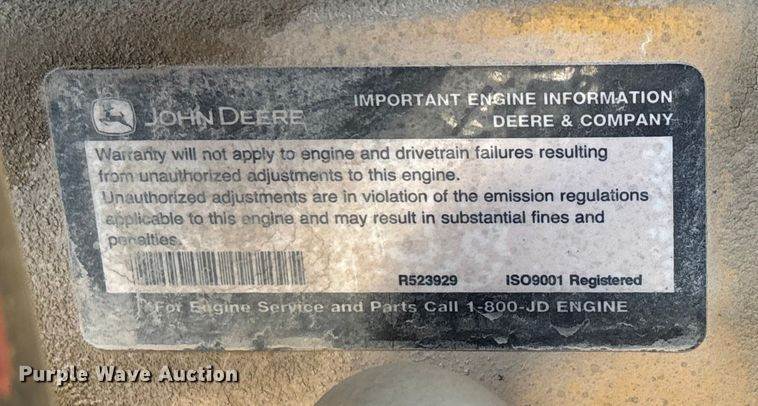 JOHN DEERE
IMPORTANT ENGINE INFORMATION
DEERE & COMPANY
Warranty will not apply to engine and drivetrain failures resulting
from unauthorized adjustments to this engine.
Unauthorized adjustments are in violation of the emission regulations
applicable to this engine and may result in substantial fines and
penalties.
R523929 ISO9001 Registered
*For Engine Service and Parts Call 1-800-JD ENGINE
Purple Wave Auction